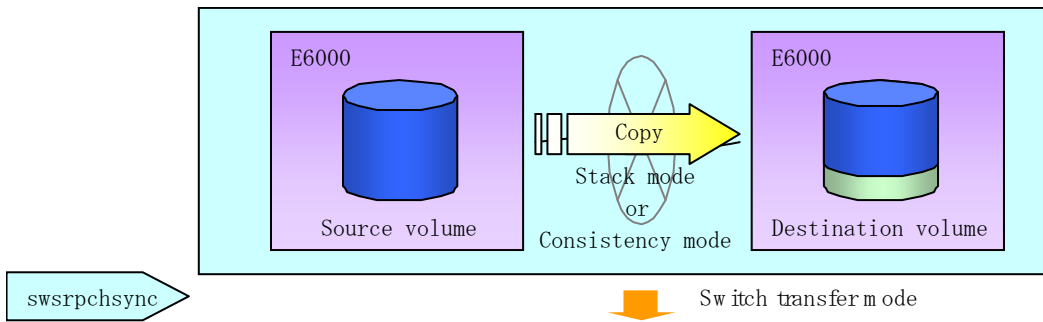 E6000
E6000
Copy
Stack mode
or
Consistency mode
Source volume
Destination volume
swsrpchsync
Switch transfer mode